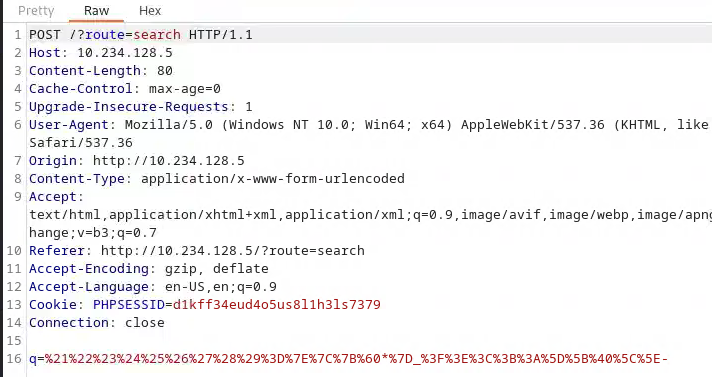 Pretty Raw Hex
1 POST /?route=search HTTP/1.1
2 Host: 10.234.128.5
3 Content-Length: 80
4 Cache-Control: max-age=0
5 Upgrade-Insecure-Requests: 1
6 User-Agent: Mozilla/5.0 (Windows NT 10.0; Win64; x64) AppleWebKit/537.36 (KHTML, like
Safari/537.36
7 Origin: http://10.234.128.5
8 Content-Type: application/x-www-form-urlencoded
9 Accept:
text/html,application/xhtml+xml,application/xml;q=0.9,image/avif,image/webp,image/apng
hange;v=b3;q=0.7
10 Referer: http://10.234.128.5/?route=search
11 Accept-Encoding: gzip, deflate
12 Accept-Language: en-US,en;q=0.9
13 Cookie: PHPSESSID=d1kff34eud4o5us8l1h3ls7379
14 Connection: close
15
16 q=%21%22%23%24%25%26%27%28%29%3D%7E%7C%7B%60*%7D_%3F%3E%3C%3B%3A%5D%5B%40%5C%5E-